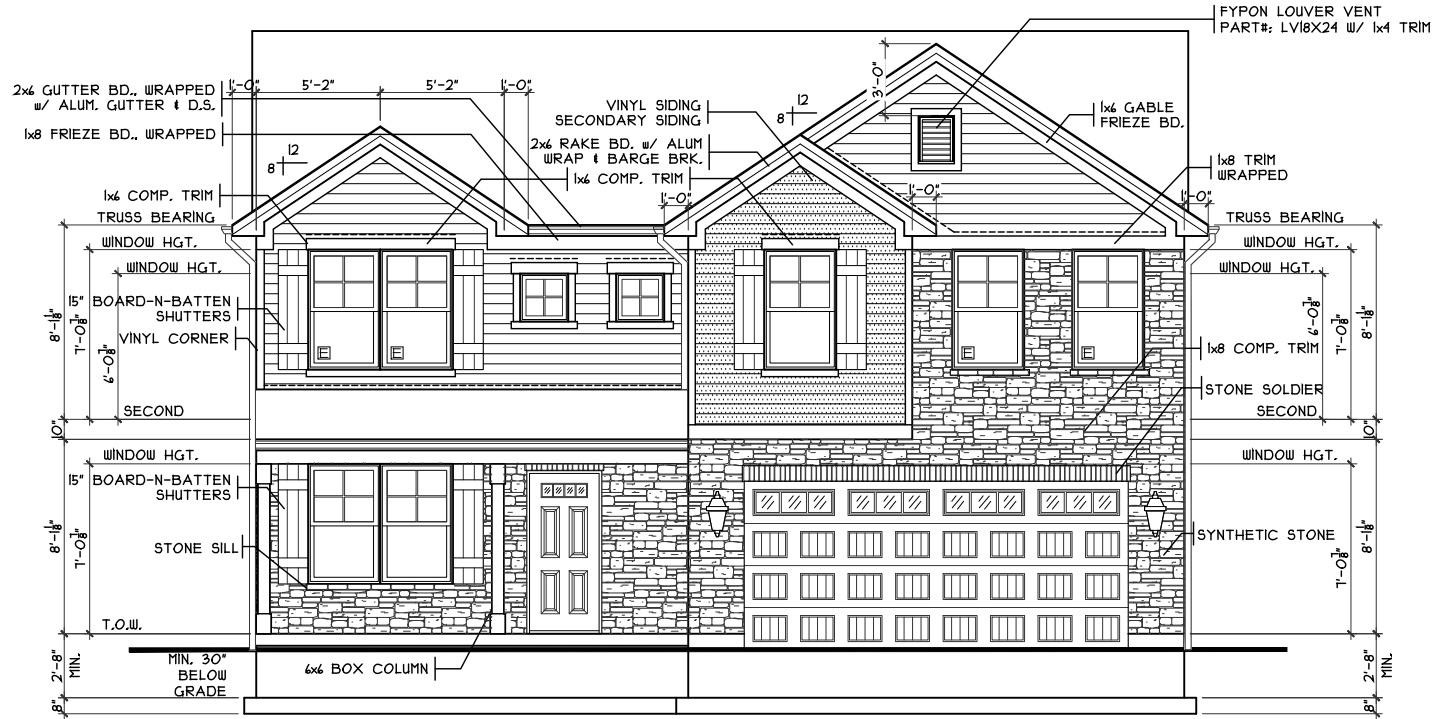 FYPON LOUVER VENT
PART#: LV18X24 W/ 1x4 TRIM
2x6 GUTTER BD., WRAPPED
w/ ALUM. GUTTER & D.S.
1'-0"
5'-2"
5'-2"
1'-0"
3'-0"
1x8 FRIEZE BD., WRAPPED
VINYL SIDING
SECONDARY SIDING
12
8
1x6 GABLE
FRIEZE BD.
12
8
2x6 RAKE BD. w/ ALUM
WRAP & BARGE BRK.
1x8 TRIM
WRAPPED
1x6 COMP. TRIM
1x6 COMP. TRIM
1'-0"
1'-0"
1'-0"
TRUSS BEARING
TRUSS BEARING
WINDOW HGT.
WINDOW HGT.
WINDOW HGT.
WINDOW HGT.
15" BOARD-N-BATTEN
SHUTTERS
VINYL CORNER
8'-1 1/8"
7'-0 3/8"
6'-0 3/8"
6'-0 3/8"
7'-0 3/8"
8'-1 1/8"
E
E
E
1x8 COMP. TRIM
STONE SOLDIER
SECOND
SECOND
10"
10"
WINDOW HGT.
WINDOW HGT.
15" BOARD-N-BATTEN
SHUTTERS
8'-1 1/8"
7'-0 3/8"
7'-0 3/8"
8'-1 1/8"
STONE SILL
SYNTHETIC STONE
T.O.W.
6x6 BOX COLUMN
MIN. 30"
BELOW
GRADE
2'-8"
MIN.
2'-8"
MIN.
8"
8"